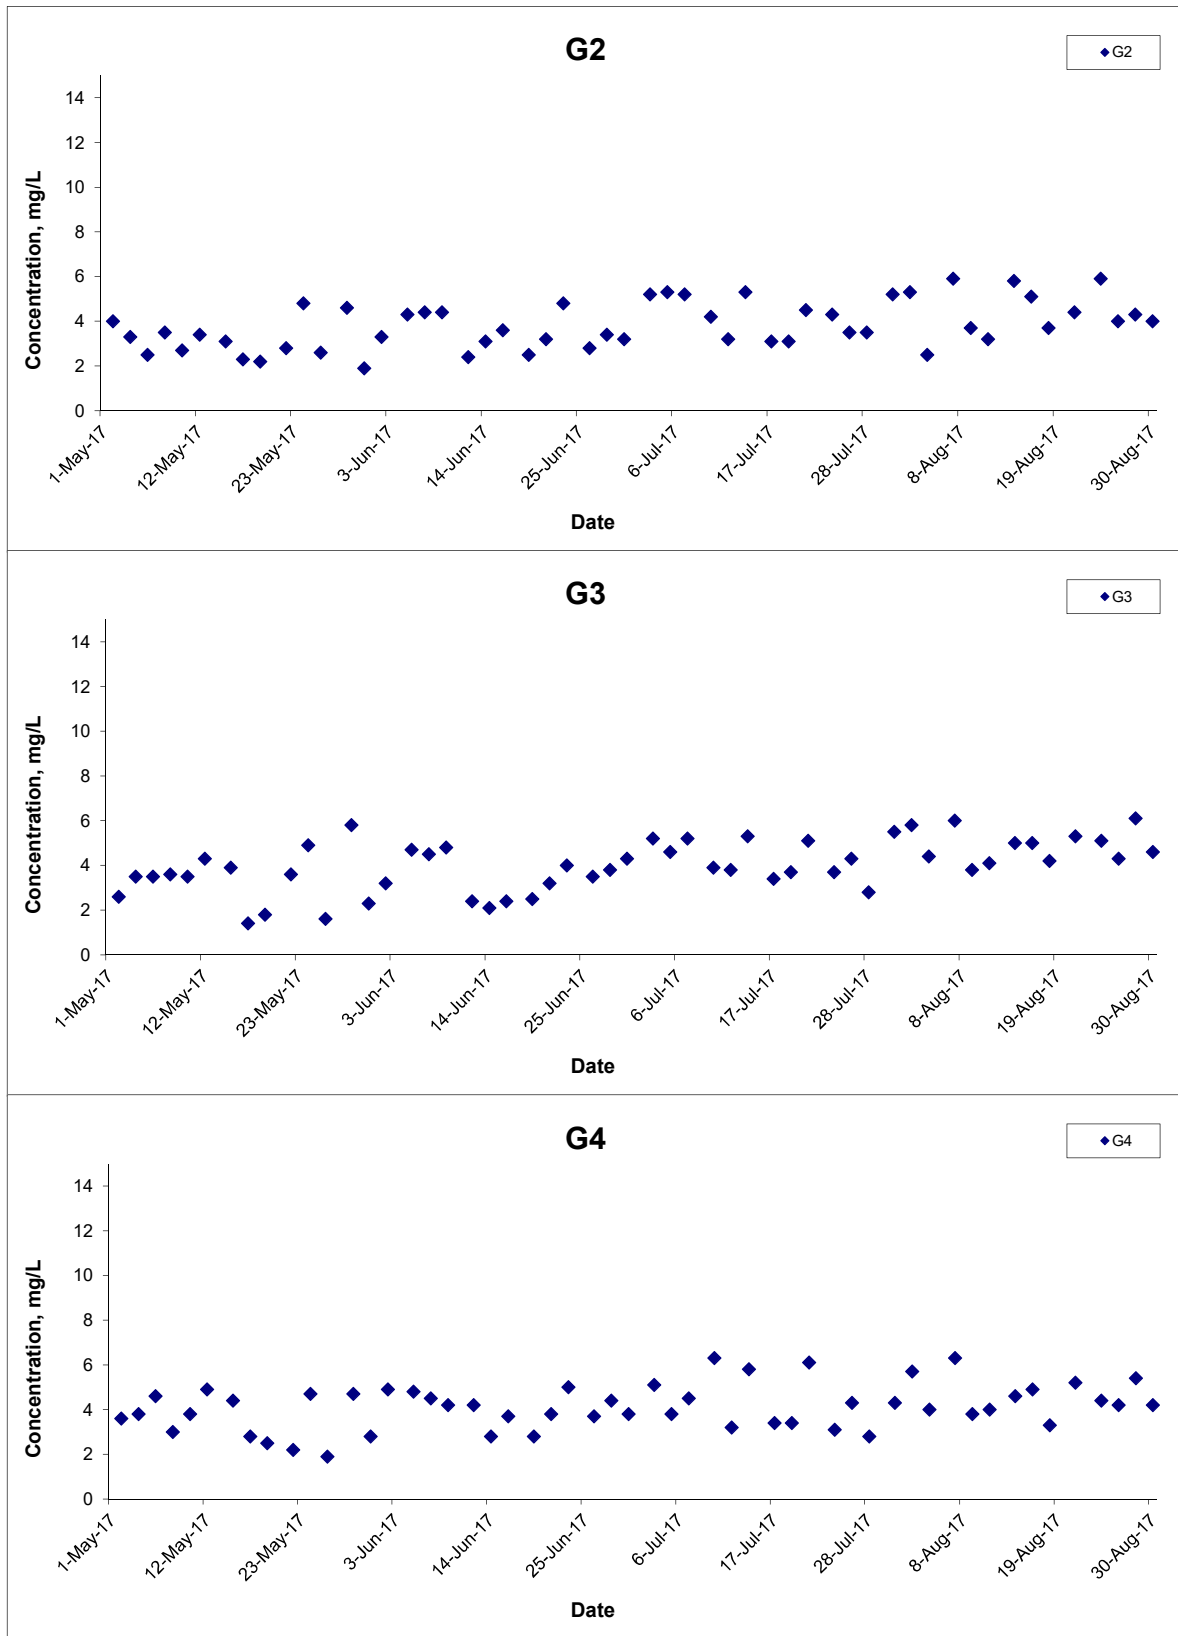 G2
G2
14
12
10
8
6
4
2
0
Concentration, mg/L
1-May-17
12-May-17
23-May-17
3-Jun-17
14-Jun-17
25-Jun-17
6-Jul-17
17-Jul-17
28-Jul-17
8-Aug-17
19-Aug-17
30-Aug-17
Date
G3
G3
14
12
10
8
6
4
2
0
Concentration, mg/L
1-May-17
12-May-17
23-May-17
3-Jun-17
14-Jun-17
25-Jun-17
6-Jul-17
17-Jul-17
28-Jul-17
8-Aug-17
19-Aug-17
30-Aug-17
Date
G4
G4
14
12
10
8
6
4
2
0
Concentration, mg/L
1-May-17
12-May-17
23-May-17
3-Jun-17
14-Jun-17
25-Jun-17
6-Jul-17
17-Jul-17
28-Jul-17
8-Aug-17
19-Aug-17
30-Aug-17
Date